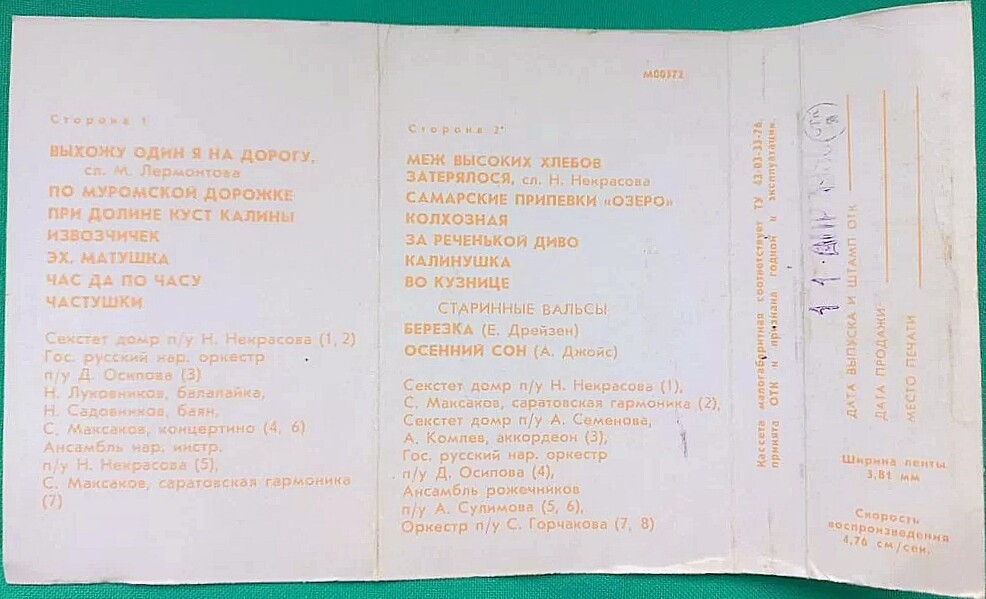 Сторона 1
ВЫХОЖУ ОДИН Я НА ДОРОГУ,
сл. М. Лермонтова
ПО МУРОМСКОЙ ДОРОЖКЕ
ПРИ ДОЛИНЕ КУСТ КАЛИНЫ
ИЗВОЗЧИЧЕК
ЭХ, МАТУШКА
ЧАС ДА ПО ЧАСУ
ЧАСТУШКИ
Секстет домр п/у Н. Некрасова (1, 2)
Гос. русский нар. оркестр
п/у Д. Осипова (3)
Н. Луковников, балалайка,
Н. Садовников, баян,
С. Максаков, концертино (4, 6)
Ансамбль нар. инстр.
п/у Н. Некрасова (5),
С. Максаков, саратовская гармоника
(7)
М00372
Сторона 2
МЕЖ ВЫСОКИХ ХЛЕБОВ
ЗАТЕРЯЛОСЯ, сл. Н. Некрасова
САМАРСКИЕ ПРИПЕВКИ «ОЗЕРО»
КОЛХОЗНАЯ
ЗА РЕЧЕНЬКОЙ ДИВО
КАЛИНУШКА
ВО КУЗНИЦЕ
СТАРИННЫЕ ВАЛЬСЫ
БЕРЕЗКА (Е. Дрейзен)
ОСЕННИЙ СОН (А. Джойс)
Секстет домр п/у Н. Некрасова (1),
С. Максаков, саратовская гармоника (2),
Секстет домр п/у А. Семенова,
А. Комлев, аккордеон (3),
Гос. русский нар. оркестр
п/у Д. Осипова (4),
Ансамбль рожечников
п/у А. Сулимова (5, 6),
Оркестр п/у С. Горчакова (7, 8)
Кассета малогабаритная соответствует ТУ 43-03-33-76,
принята ОТК и признана годной к эксплуатации.
ДАТА ВЫПУСКА И ШТАМП ОТК
ДАТА ПРОДАЖИ
МЕСТО ПЕЧАТИ
Ширина ленты
3,81 мм
Скорость
воспроизведения
4,76 см/сек.